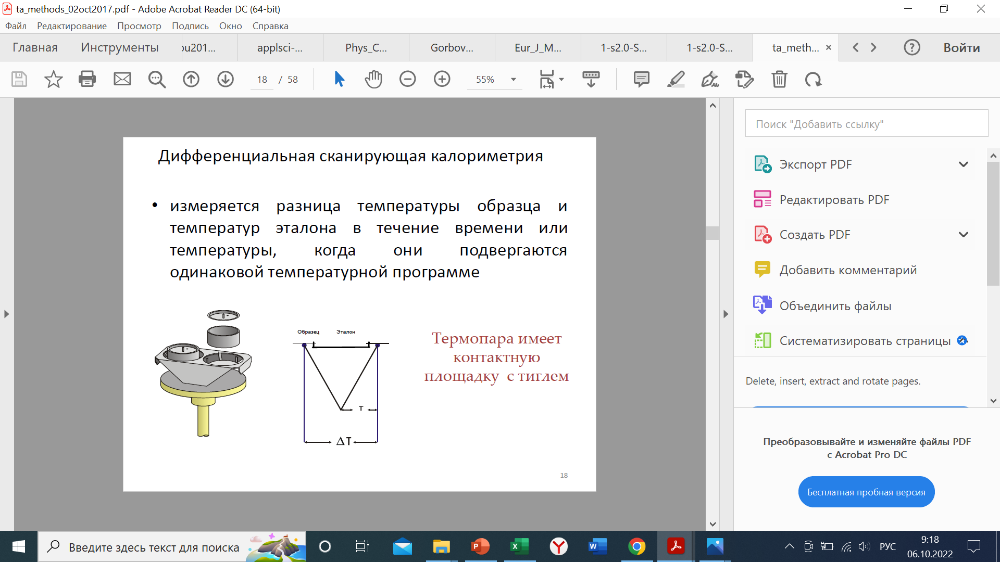 ta_methods_02oct2017.pdf - Adobe Acrobat Reader DC (64-bit)
Файл Редактирование Просмотр Подпись Окно Справка
Главная Инструменты ou201... applsci-... Phys_C... Gorbov... Eur_J_M... 1-s2.0-S... 1-s2.0-S... ta_meth... Войти
18 / 58 55%
Дифференциальная сканирующая калориметрия
• измеряется разница температуры образца и
температур эталона в течение времени или
температуры, когда они подвергаются
одинаковой температурной программе
Образец Эталон
T
ΔT
Термопара имеет
контактную
площадку с тиглем
18
Поиск "Добавить ссылку"
Экспорт PDF
Редактировать PDF
Создать PDF
Добавить комментарий
Объединить файлы
Систематизировать страницы
Delete, insert, extract and rotate pages.
Преобразовывайте и изменяйте файлы PDF
с Acrobat Pro DC
Бесплатная пробная версия
Введите здесь текст для поиска
РУС
9:18
06.10.2022